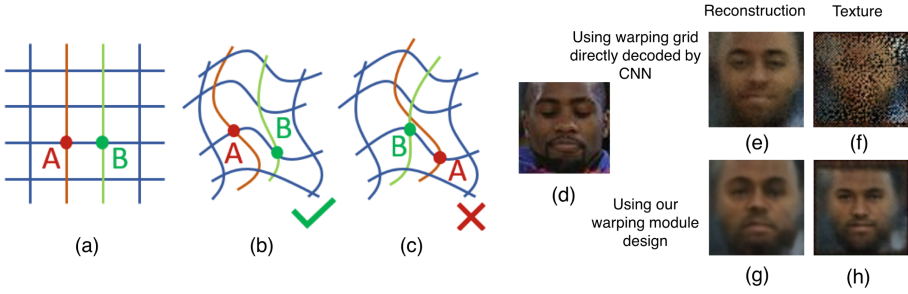 A
B
(a)
A
B
(b)
B
A
(c)
(d)
Reconstruction
Texture
Using warping grid
directly decoded by
CNN
(e)
(f)
Using our
warping module
design
(g)
(h)